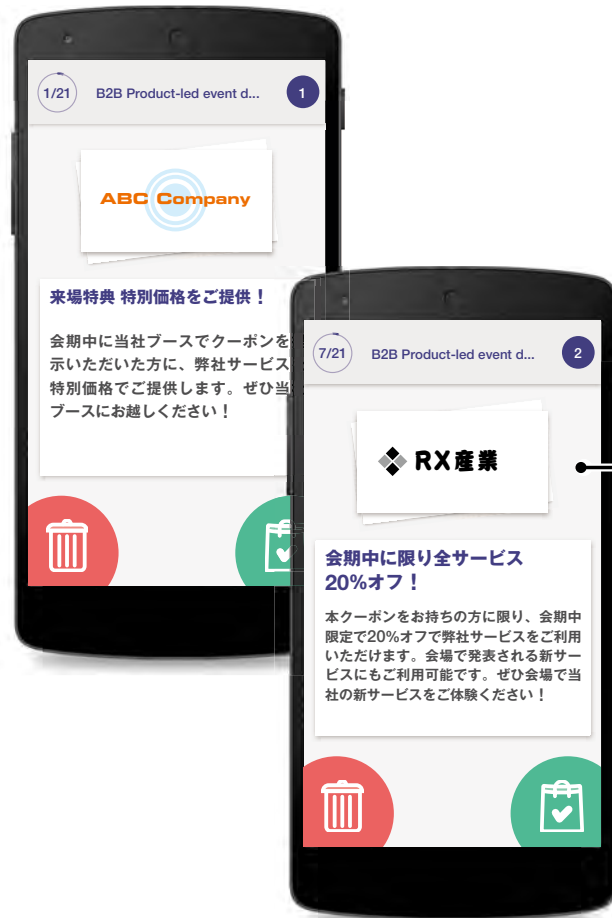 1/21
B2B Product-led event d...
1
ABC Company
来場特典 特別価格をご提供！
会期中に当社ブースでクーポンを
示いただいた方に、弊社サービス
特別価格でご提供します。ぜひ当
ブースにお越しください！
7/21
B2B Product-led event d...
2
RX産業
会期中に限り全サービス
20%オフ！
本クーポンをお持ちの方に限り、会期中
限定で20%オフで弊社サービスをご利用
いただけます。会場で発表される新サー
ビスにもご利用可能です。ぜひ会場で当
社の新サービスをご体験ください！